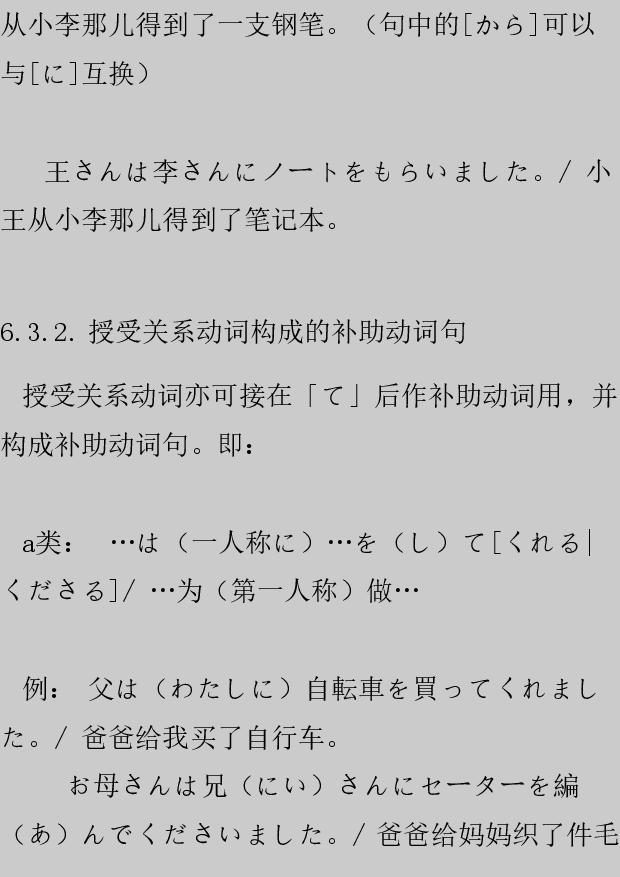 从小李那儿得到了一支钢笔。（句中的[から]可以
与[に]互换）
王さんは李さんにノートをもらいました。/ 小
王从小李那儿得到了笔记本。
6.3.2. 授受关系动词构成的补助动词句
授受关系动词亦可接在「て」后作补助动词用，并
构成补助动词句。即：
a类： …は（一人称に）…を（し）て[くれる|
くださる]/ …为（第一人称）做…
例： 父は（わたしに）自転車を買ってくれまし
た。/ 爸爸给我买了自行车。
お母さんは兄（にい）さんにセーターを編
（あ）んでくださいました。/ 爸爸给妈妈织了件毛